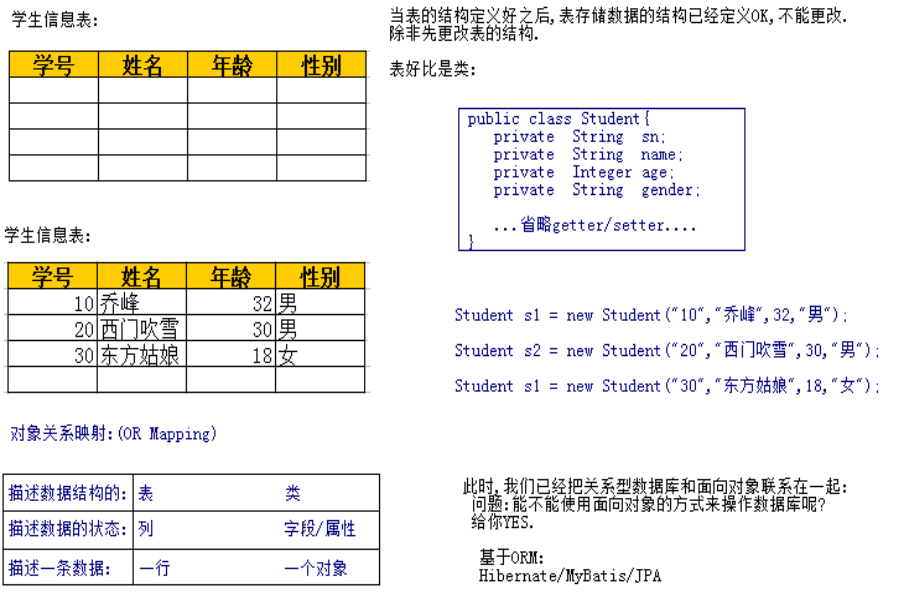 学生信息表:
学号 姓名 年龄 性别
学生信息表:
学号 姓名 年龄 性别
10 乔峰 32 男
20 西门吹雪 30 男
30 东方姑娘 18 女
对象关系映射:(OR Mapping)
描述数据结构的: 表 类
描述数据的状态: 列 字段/属性
描述一条数据: 一行 一个对象
当表的结构定义好之后,表存储数据的结构已经定义OK,不能更改.
除非先更改表的结构.
表好比是类:
public class Student{
private String sn;
private String name;
private Integer age;
private String gender;
...省略getter/setter....
}
Student s1 = new Student("10","乔峰",32,"男");
Student s2 = new Student("20","西门吹雪",30,"男");
Student s1 = new Student("30","东方姑娘",18,"女");
此时,我们已经把关系型数据库和面向对象联系在一起:
问题:能不能使用面向对象的方式来操作数据库呢?
给你YES.
基于ORM:
Hibernate/MyBatis/JPA